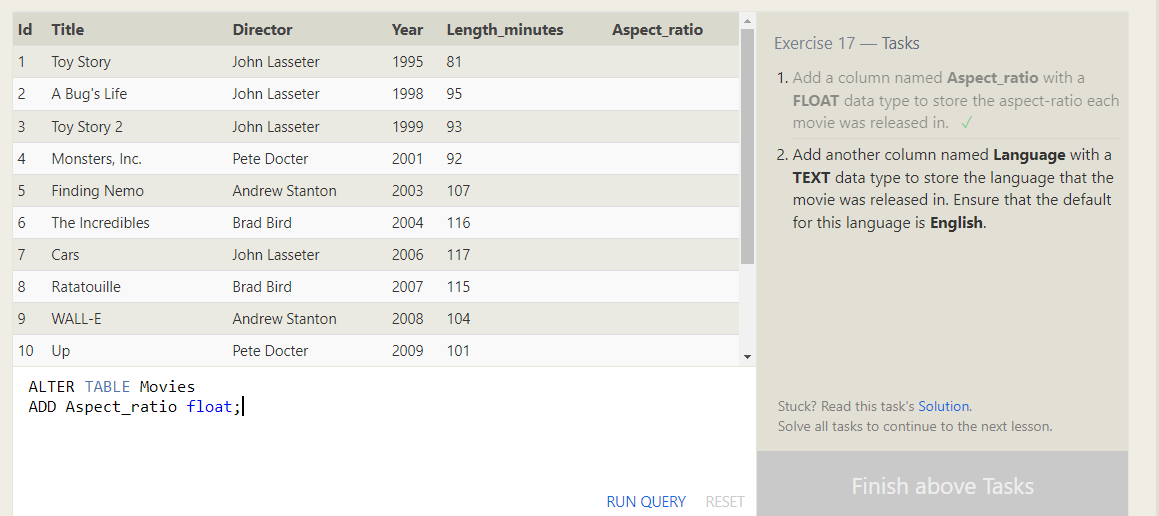 Id Title Director Year Length_minutes Aspect_ratio
1 Toy Story John Lasseter 1995 81
2 A Bug's Life John Lasseter 1998 95
3 Toy Story 2 John Lasseter 1999 93
4 Monsters, Inc. Pete Docter 2001 92
5 Finding Nemo Andrew Stanton 2003 107
6 The Incredibles Brad Bird 2004 116
7 Cars John Lasseter 2006 117
8 Ratatouille Brad Bird 2007 115
9 WALL-E Andrew Stanton 2008 104
10 Up Pete Docter 2009 101
ALTER TABLE Movies
ADD Aspect_ratio float;
RUN QUERY RESET
Exercise 17 — Tasks
1. Add a column named Aspect_ratio with a
FLOAT data type to store the aspect-ratio each
movie was released in. ✓
2. Add another column named Language with a
TEXT data type to store the language that the
movie was released in. Ensure that the default
for this language is English.
Stuck? Read this task's Solution.
Solve all tasks to continue to the next lesson.
Finish above Tasks